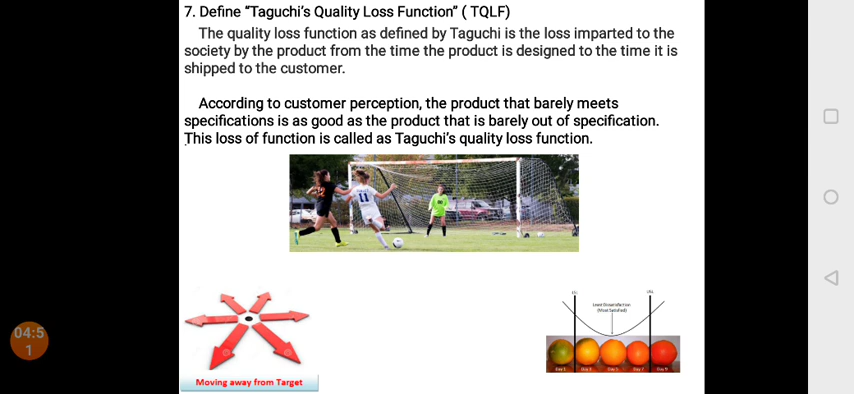 7. Define “Taguchi’s Quality Loss Function” ( TQLF)
The quality loss function as defined by Taguchi is the loss imparted to the
society by the product from the time the product is designed to the time it is
shipped to the customer.
According to customer perception, the product that barely meets
specifications is as good as the product that is barely out of specification.
This loss of function is called as Taguchi’s quality loss function.
11
Least Dissatisfaction
(Most Satisfied)
04:5
1
Moving away from Target